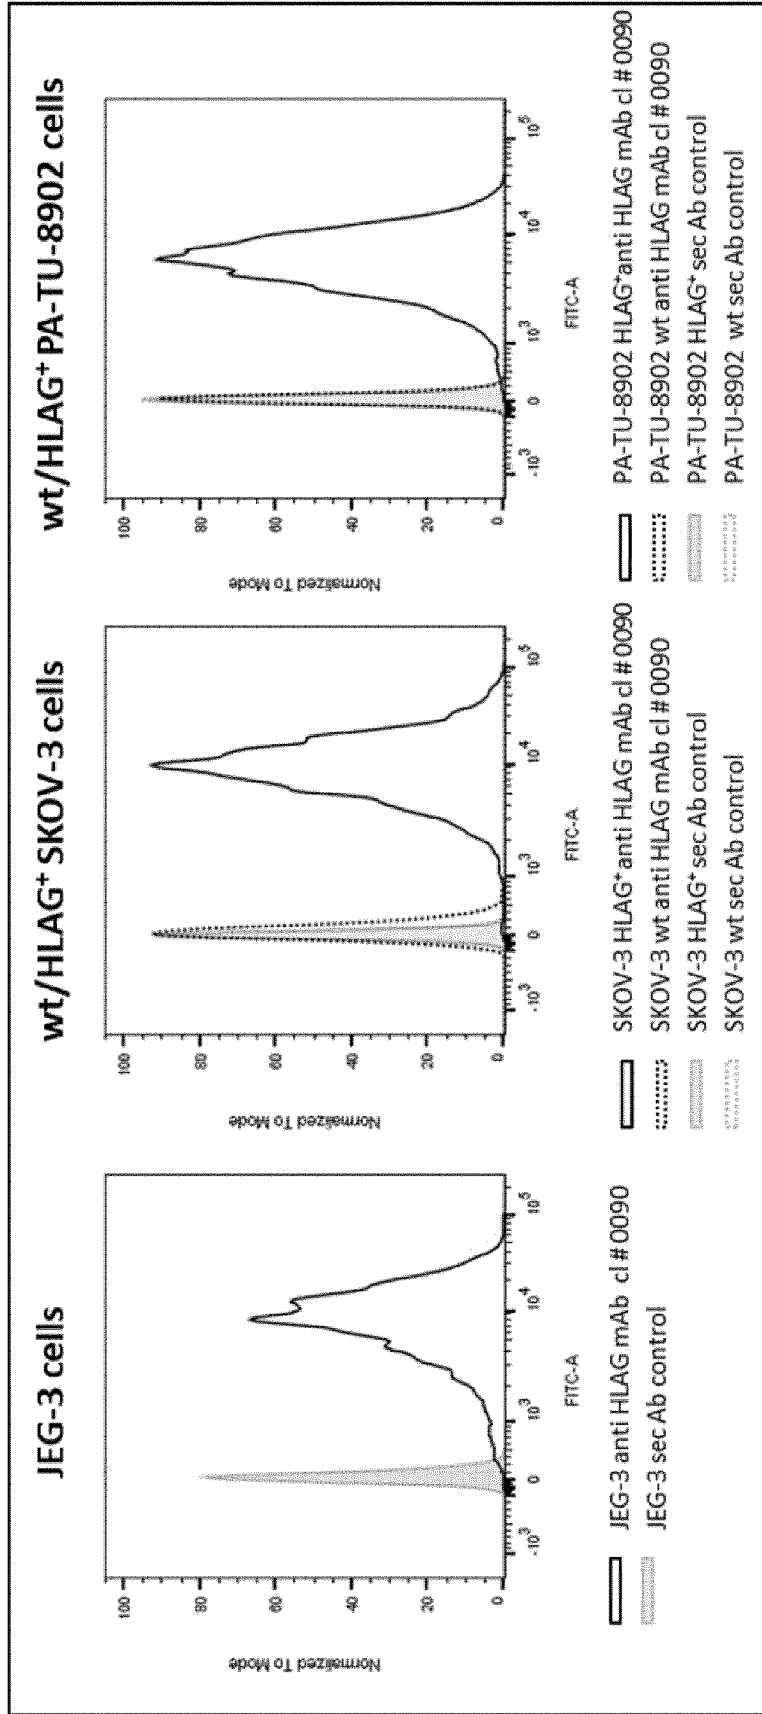 JEG-3 cells
Normalized To Mode
100
80
60
40
20
0
-10³
0
10³
10⁴
10⁵
FITC-A
JEG-3 anti HLAG mAb cl # 0090
JEG-3 sec Ab control
wt/HLAG⁺ SKOV-3 cells
Normalized To Mode
100
80
60
40
20
0
-10³
0
10³
10⁴
10⁵
FITC-A
SKOV-3 HLAG⁺ anti HLAG mAb cl # 0090
SKOV-3 wt anti HLAG mAb cl # 0090
SKOV-3 HLAG⁺ sec Ab control
SKOV-3 wt sec Ab control
wt/HLAG⁺ PA-TU-8902 cells
Normalized To Mode
100
80
60
40
20
0
-10³
0
10³
10⁴
10⁵
FITC-A
PA-TU-8902 HLAG⁺anti HLAG mAb cl # 0090
PA-TU-8902 wt anti HLAG mAb cl # 0090
PA-TU-8902 HLAG⁺ sec Ab control
PA-TU-8902 wt sec Ab control